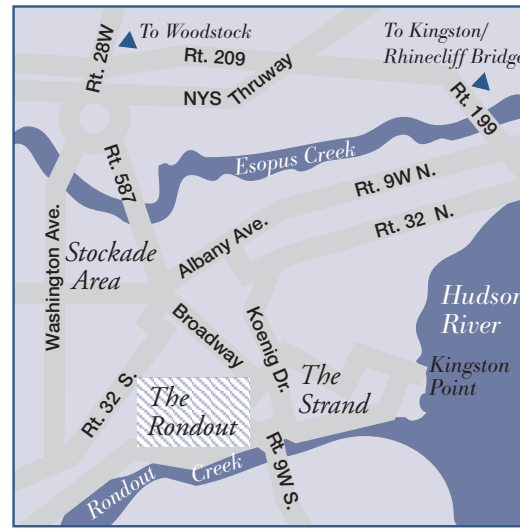 To Woodstock
To Kingston/
Rhinecliff Bridge
Rt. 28W
Rt. 209
NYS Thruway
Rt. 199
Esopus Creek
Rt. 587
Rt. 9W N.
Albany Ave.
Rt. 32 N.
Washington Ave.
Stockade
Area
Hudson
River
Broadway
Koenig Dr.
Kingston
Point
The
Strand
Rt. 32 S.
The
Rondout
Rt 9W S.
Rondout Creek